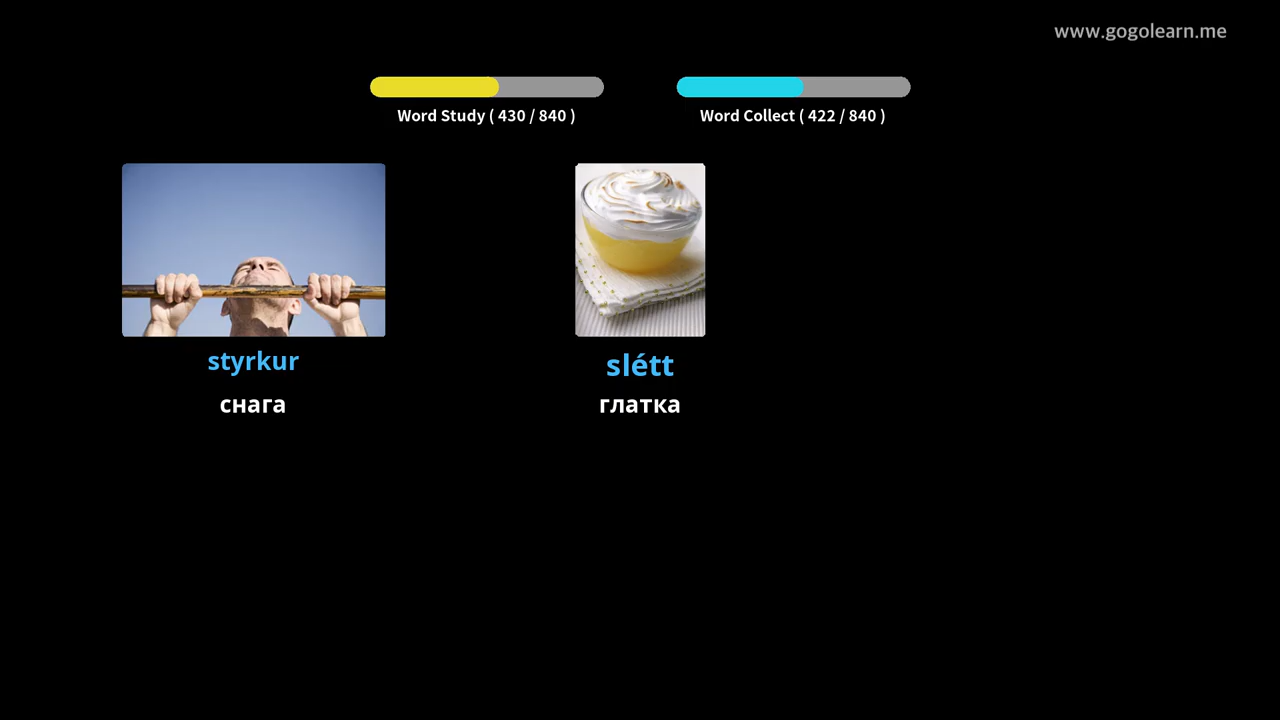 www.gogolearn.me
Word Study ( 430 / 840 )
Word Collect ( 422 / 840 )
styrkur
slétt
снага
глатка